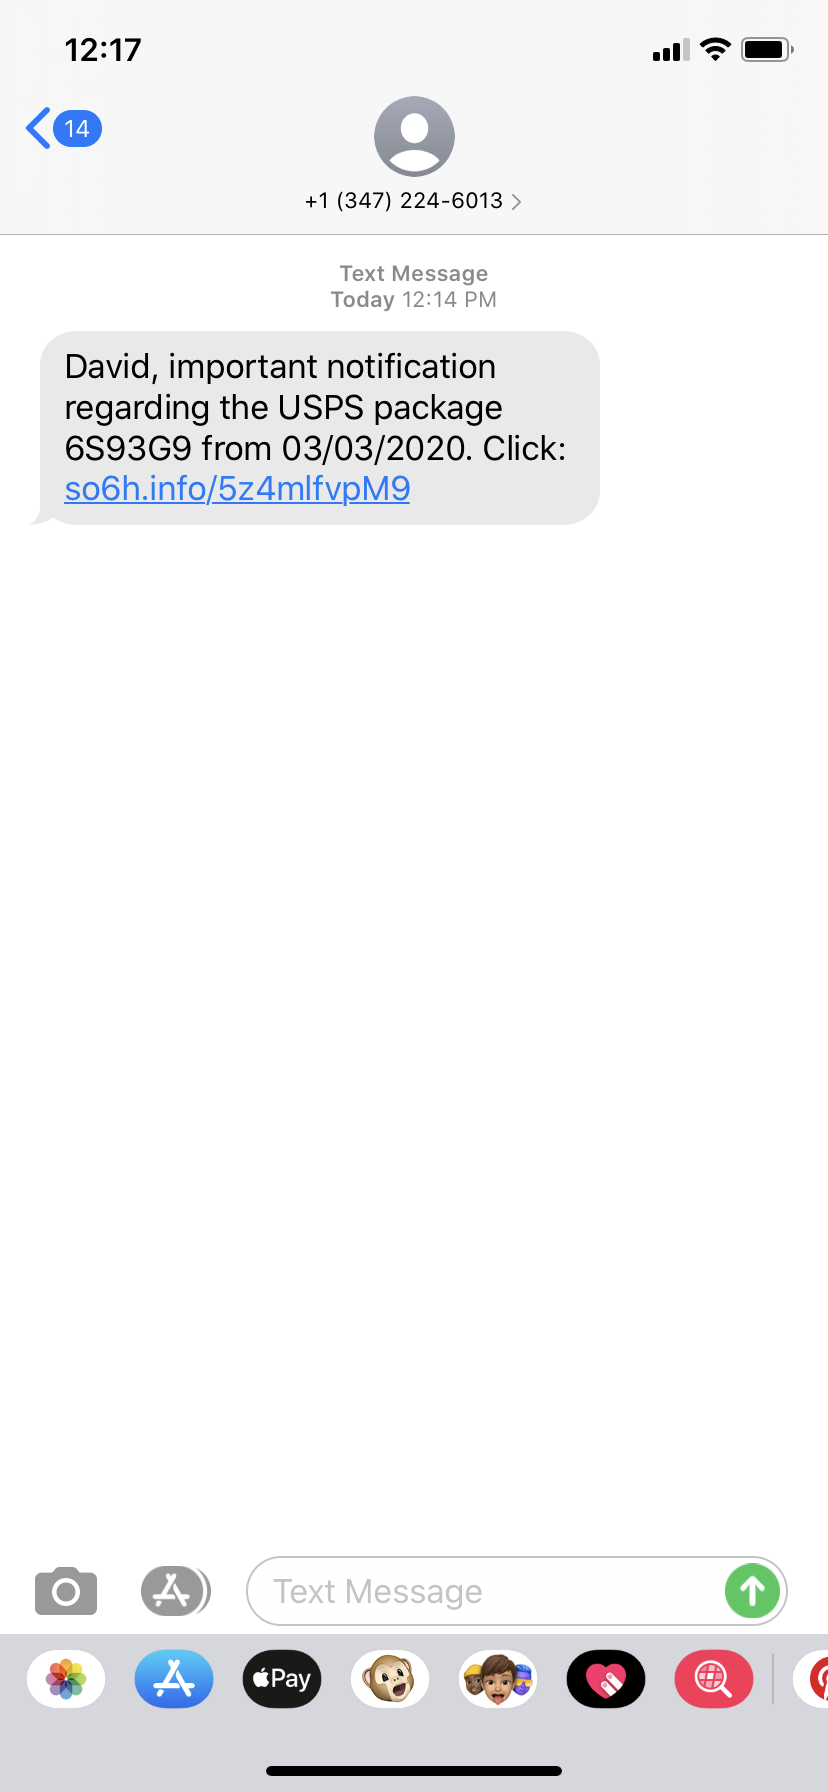 12:17
14
+1 (347) 224-6013
Text Message
Today 12:14 PM
David, important notification
regarding the USPS package
6S93G9 from 03/03/2020. Click:
so6h.info/5z4mlfvpM9
Text Message
Pay